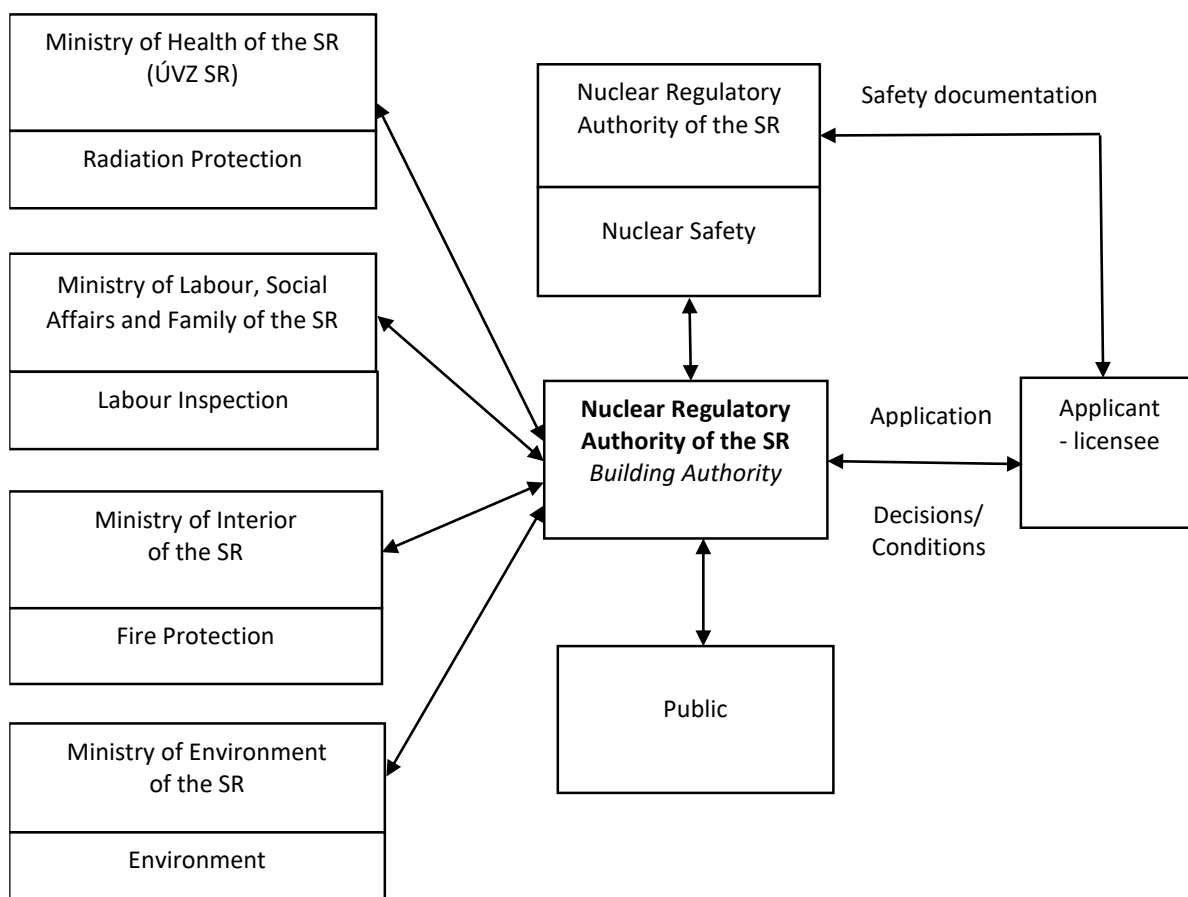 Ministry of Health of the SR
(ÚVZ SR)
Radiation Protection
Ministry of Labour, Social
Affairs and Family of the SR
Labour Inspection
Ministry of Interior
of the SR
Fire Protection
Ministry of Environment
of the SR
Environment
Nuclear Regulatory
Authority of the SR
Nuclear Safety
Safety documentation
Nuclear Regulatory
Authority of the SR
Building Authority
Application
Decisions/
Conditions
Applicant
- licensee
Public